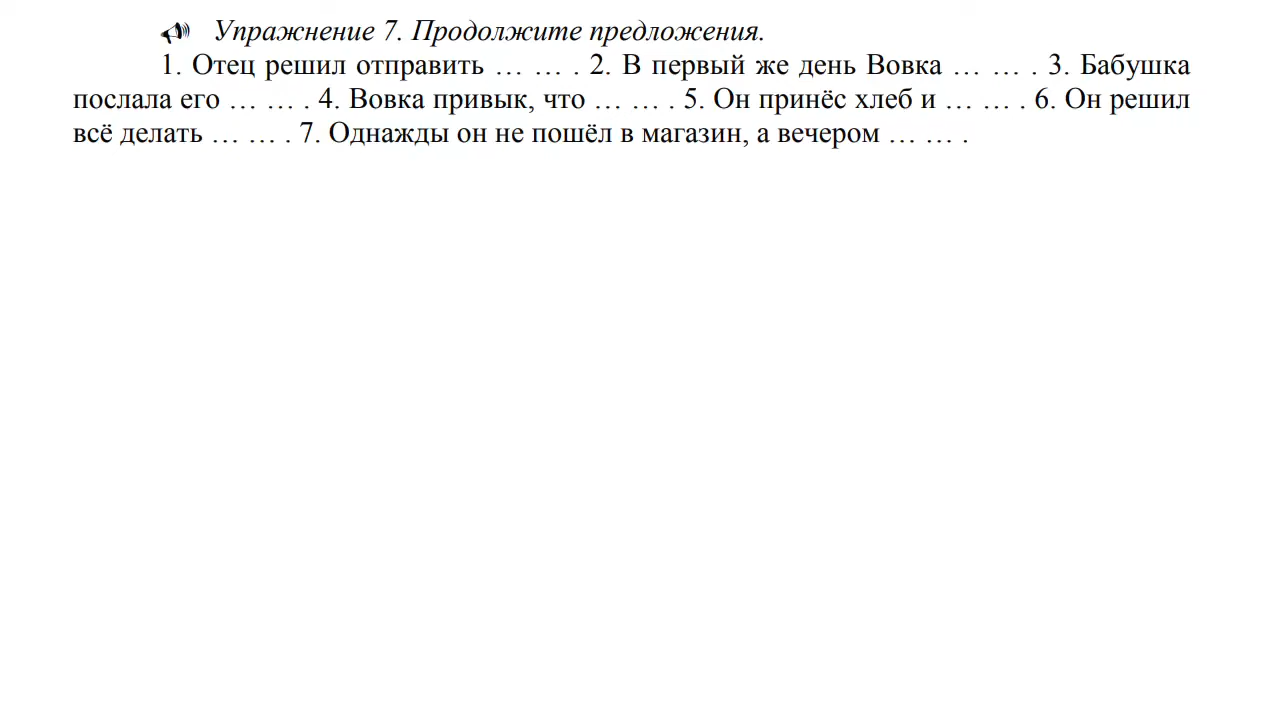 Упражнение 7. Продолжите предложения.
1. Отец решил отправить … … . 2. В первый же день Вовка … … . 3. Бабушка
послала его … … . 4. Вовка привык, что … … . 5. Он принёс хлеб и … … . 6. Он решил
всё делать … … . 7. Однажды он не пошёл в магазин, а вечером … … .